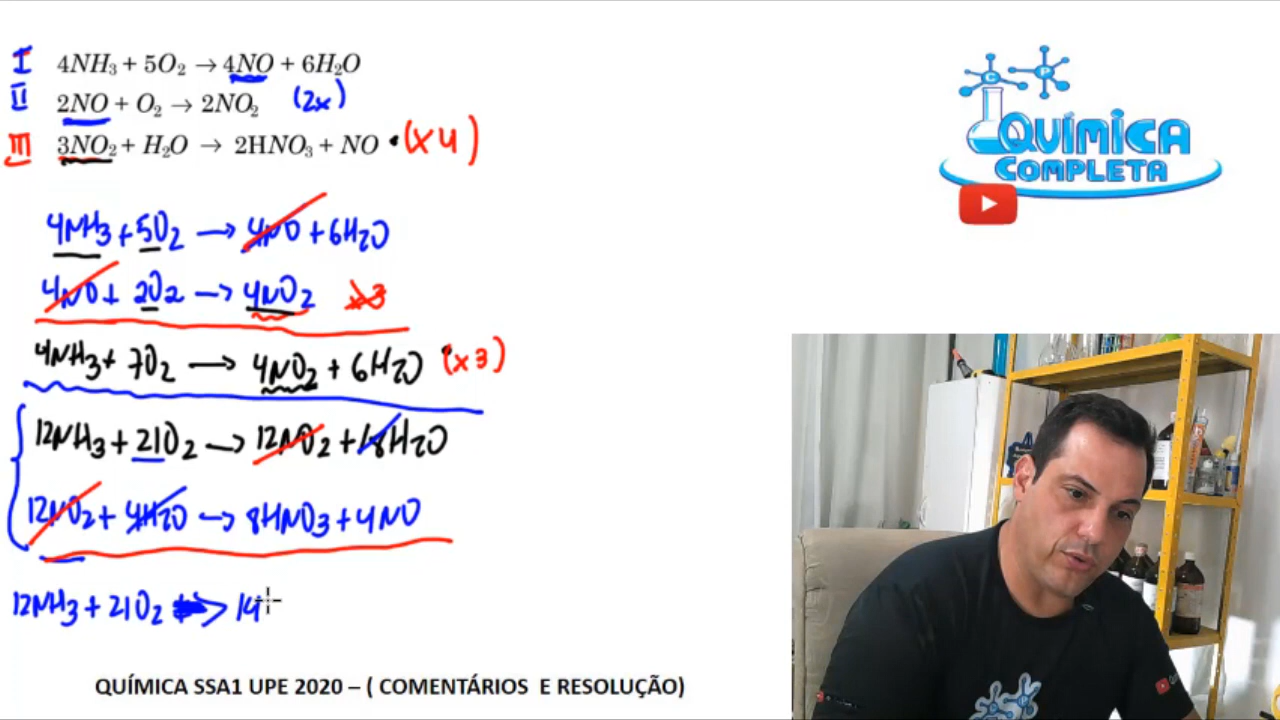 I 4NH₃ + 5O₂ → 4NO + 6H₂O
II 2NO + O₂ → 2NO₂ (2x)
III 3NO₂ + H₂O → 2HNO₃ + NO (x4)
QUÍMICA
COMPLETA
4NH₃ + 5O₂ → 4NO + 6H₂O
4NO + 2O₂ → 4NO₂ x3
4NH₃ + 7O₂ → 4NO₂ + 6H₂O (x3)
12NH₃ + 21O₂ → 12NO₂ + 18H₂O
12NO₂ + 4H₂O → 8HNO₃ + 4NO
12NH₃ + 21O₂ → 14
QUÍMICA SSA1 UPE 2020 – ( COMENTÁRIOS E RESOLUÇÃO)